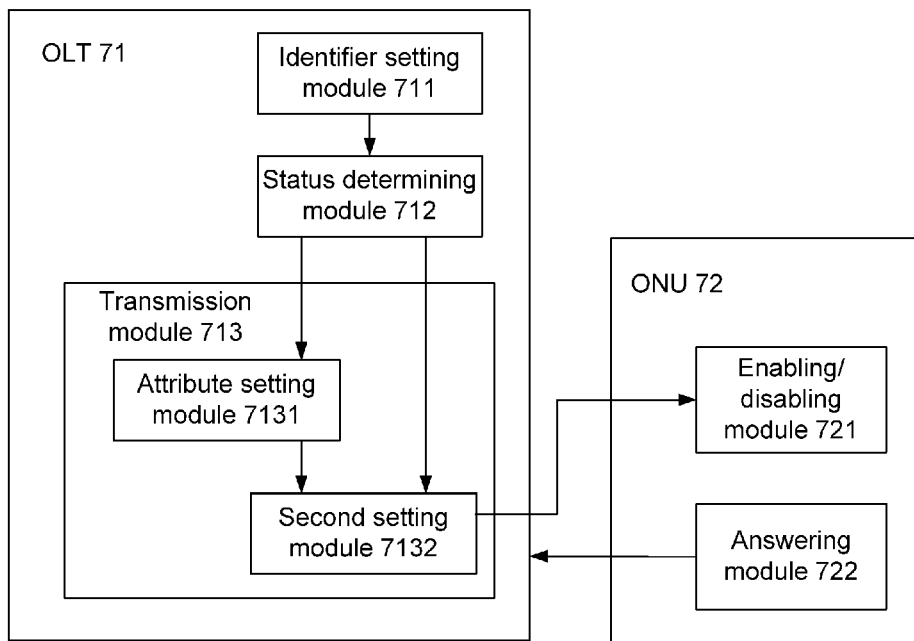 OLT 71
Identifier setting
module 711
Status determining
module 712
Transmission
module 713
Attribute setting
module 7131
Second setting
module 7132
ONU 72
Enabling/
disabling
module 721
Answering
module 722